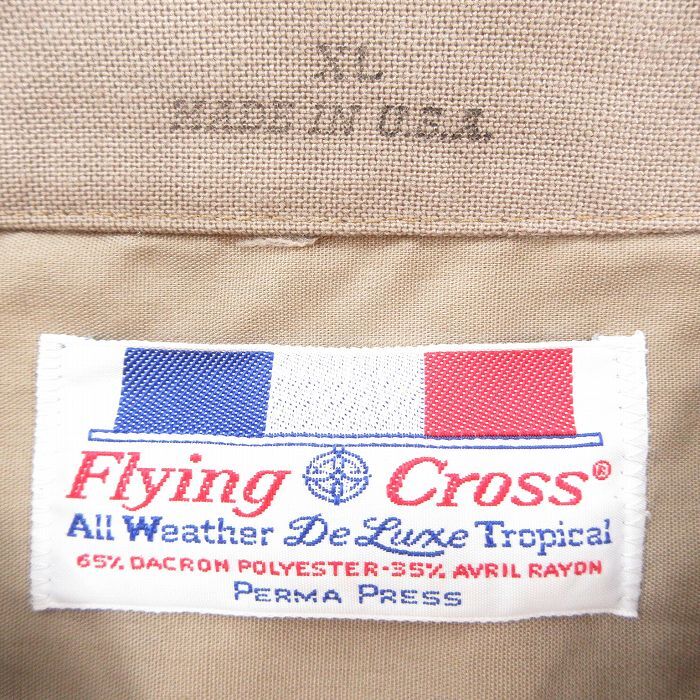 XL
MADE IN U.S.A.
Flying Cross®
All Weather De Luxe Tropical
65% DACRON POLYESTER-35% AVRIL RAYON
PERMA PRESS